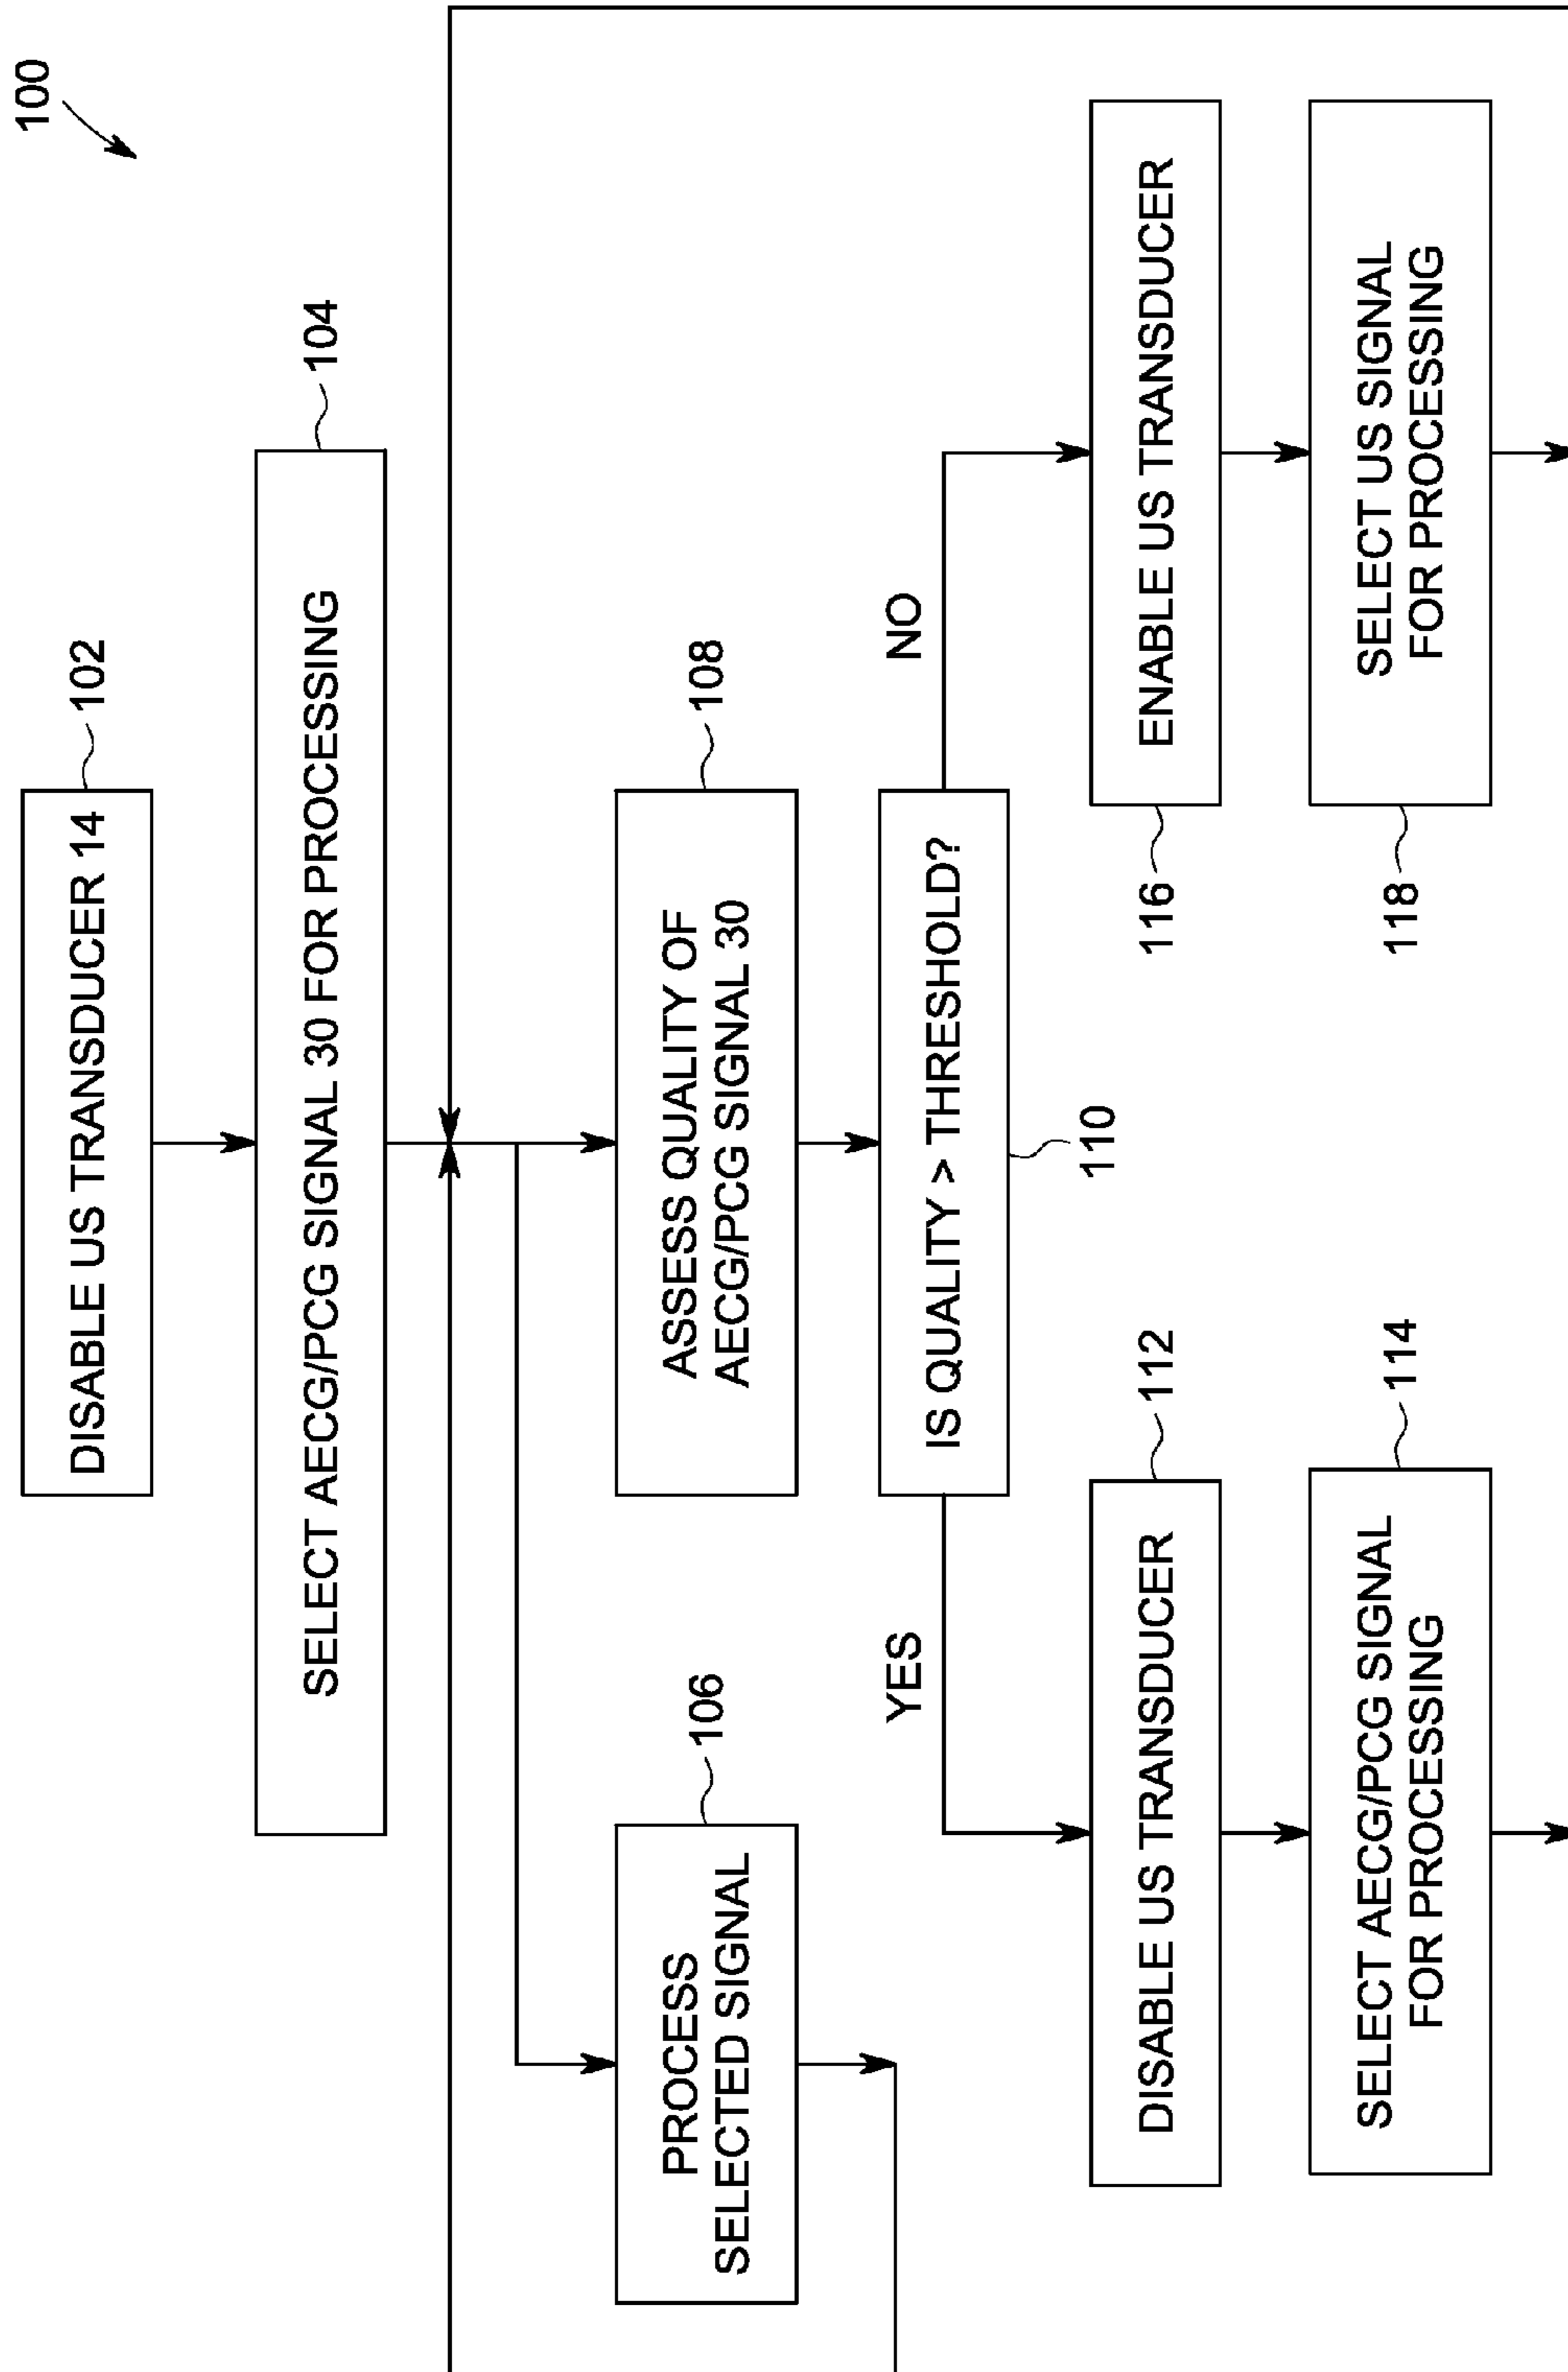 100
DISABLE US TRANSDUCER 14
102
SELECT AECG/PCG SIGNAL 30 FOR PROCESSING
104
PROCESS
SELECTED SIGNAL
106
ASSESS QUALITY OF
AECG/PCG SIGNAL 30
108
IS QUALITY > THRESHOLD?
110
YES
NO
DISABLE US TRANSDUCER
112
SELECT AECG/PCG SIGNAL
FOR PROCESSING
114
ENABLE US TRANSDUCER
116
SELECT US SIGNAL
FOR PROCESSING
118